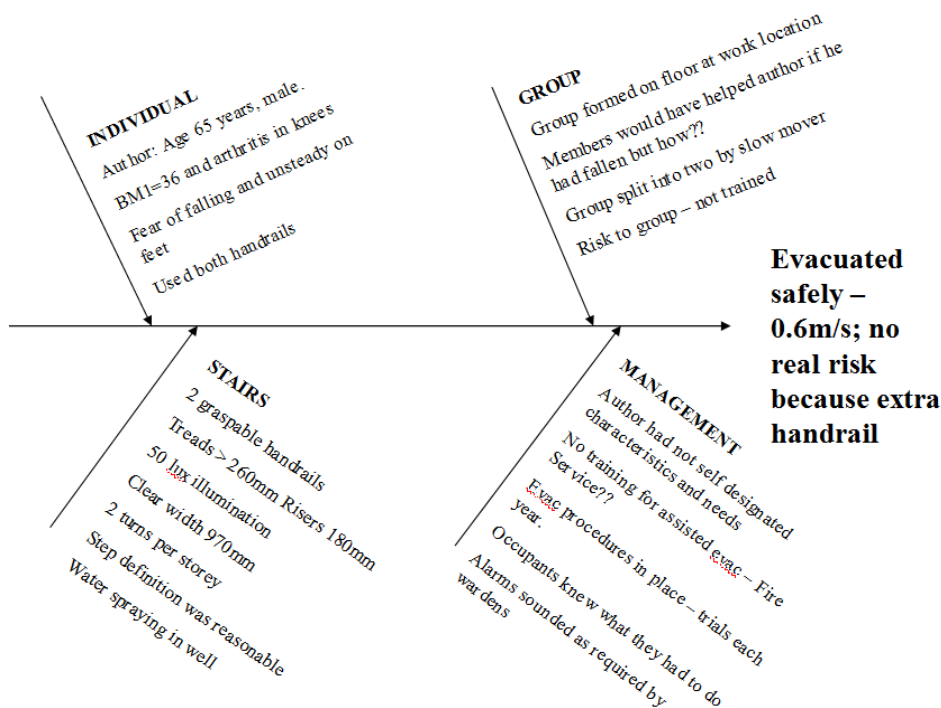 INDIVIDUAL
Author: Age 65 years, male.
BM1=36 and arthritis in knees
Fear of falling and unsteady on
feet
Used both handrails
GROUP
Group formed on floor at work location
Members would have helped author if he
had fallen but how??
Group split into two by slow mover
Risk to group – not trained
Evacuated
safely –
0.6m/s; no
real risk
because extra
handrail
STAIRS
2 graspable handrails
Treads > 260mm Risers 180mm
50 lux illumination
Clear width 970mm
2 turns per storey
Step definition was reasonable
Water spraying in well
MANAGEMENT
Author had not self designated
characteristics and needs
No training for assisted evac – Fire
Service??
Evac procedures in place – trials each
year.
Occupants knew what they had to do
Alarms sounded as required by
wardens